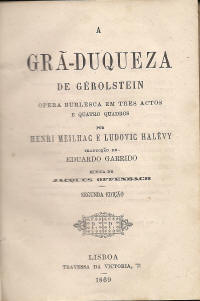 A
GRÃ-DUQUEZA
DE GÉROLSTEIN
OPERA BURLESCA EM TRES ACTOS
E QUATRO QUADROS
POR
HENRI MEILHAC E LUDOVIC HALÉVY
TRADUCÇÃO DE
EDUARDO GARRIDO
MUSICA DE
JACQUES OFFENBACH
SEGUNDA EDIÇÃO
LISBOA
TRAVESSA DA VICTORIA,
1869